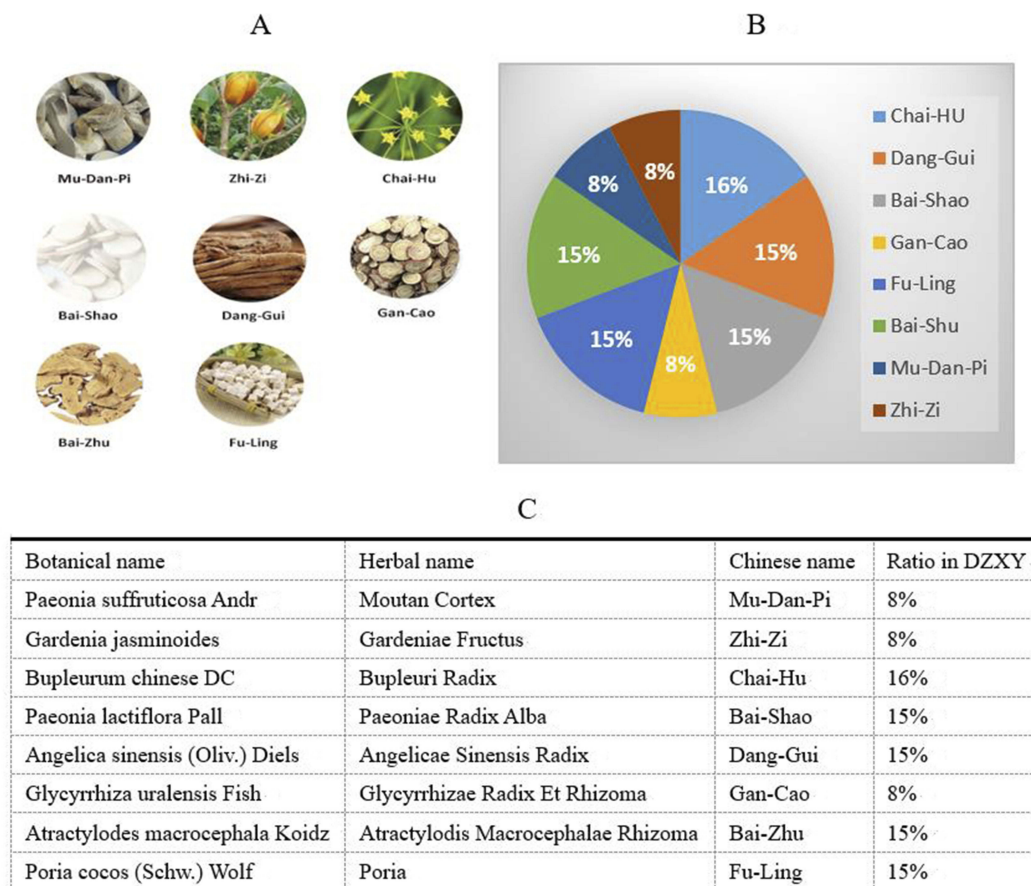 A
Mu-Dan-Pi
Zhi-Zi
Chai-Hu
Bai-Shao
Dang-Gui
Gan-Cao
Bai-Zhu
Fu-Ling
B
16%
15%
15%
8%
15%
15%
8%
8%
Chai-HU
Dang-Gui
Bai-Shao
Gan-Cao
Fu-Ling
Bai-Shu
Mu-Dan-Pi
Zhi-Zi
C
Botanical name Herbal name Chinese name Ratio in DZXY
Paeonia suffruticosa Andr Moutan Cortex Mu-Dan-Pi 8%
Gardenia jasminoides Gardeniae Fructus Zhi-Zi 8%
Bupleurum chinese DC Bupleuri Radix Chai-Hu 16%
Paeonia lactiflora Pall Paeoniae Radix Alba Bai-Shao 15%
Angelica sinensis (Oliv.) Diels Angelicae Sinensis Radix Dang-Gui 15%
Glycyrrhiza uralensis Fish Glycyrrhizae Radix Et Rhizoma Gan-Cao 8%
Atractylodes macrocephala Koidz Atractylodis Macrocephalae Rhizoma Bai-Zhu 15%
Poria cocos (Schw.) Wolf Poria Fu-Ling 15%